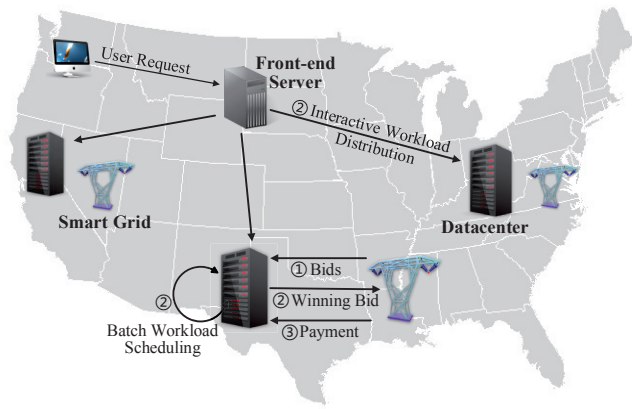 User Request
Front-end
Server
② Interactive Workload
Distribution
Smart Grid
Datacenter
① Bids
② Winning Bid
③ Payment
②
Batch Workload
Scheduling